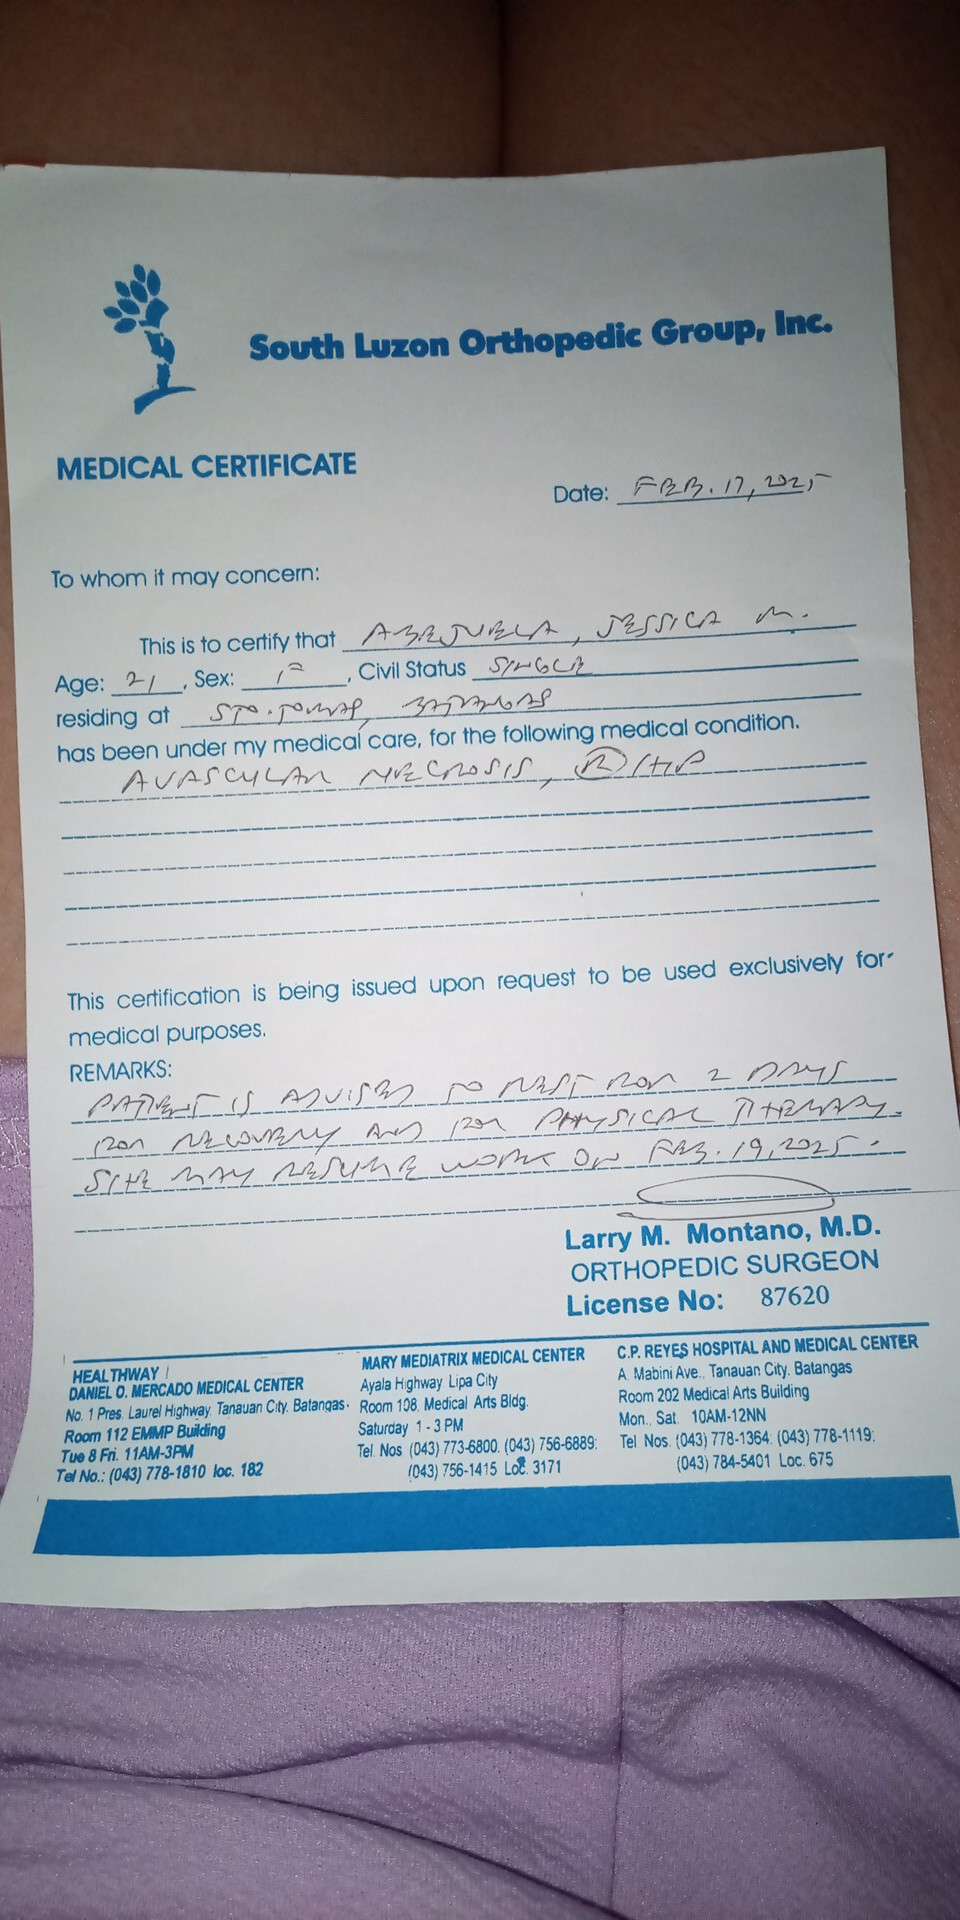 South Luzon Orthopedic Group, Inc.
MEDICAL CERTIFICATE
Date: FEB. 17, 2025
To whom it may concern:
This is to certify that ABEJUELA, JESSICA M.
Age: 21, Sex: F, Civil Status SINGLE
residing at STO. TOMAS, BATANGAS
has been under my medical care, for the following medical condition.
AVASCULAR NECROSIS, R HIP
This certification is being issued upon request to be used exclusively for
medical purposes.
REMARKS:
PATIENT IS ADVISED TO REST FOR 2 DAYS
FOR RECOVERY AND FOR PHYSICAL THERAPY.
SHE MAY RESUME WORK ON FEB. 19, 2025.
Larry M. Montano, M.D.
ORTHOPEDIC SURGEON
License No: 87620
HEALTHWAY
DANIEL O. MERCADO MEDICAL CENTER
No. 1 Pres. Laurel Highway, Tanauan City, Batangas
Room 112 EMMP Building
Tue 8 Fri. 11AM-3PM
Tel No.: (043) 778-1810 loc. 182
MARY MEDIATRIX MEDICAL CENTER
Ayala Highway, Lipa City
Room 108, Medical Arts Bldg.
Saturday 1 - 3 PM
Tel. Nos (043) 773-6800, (043) 756-6889;
(043) 756-1415 Loc. 3171
C.P. REYES HOSPITAL AND MEDICAL CENTER
A. Mabini Ave., Tanauan City, Batangas
Room 202 Medical Arts Building
Mon., Sat. 10AM-12NN
Tel Nos. (043) 778-1364; (043) 778-1119;
(043) 784-5401 Loc. 675